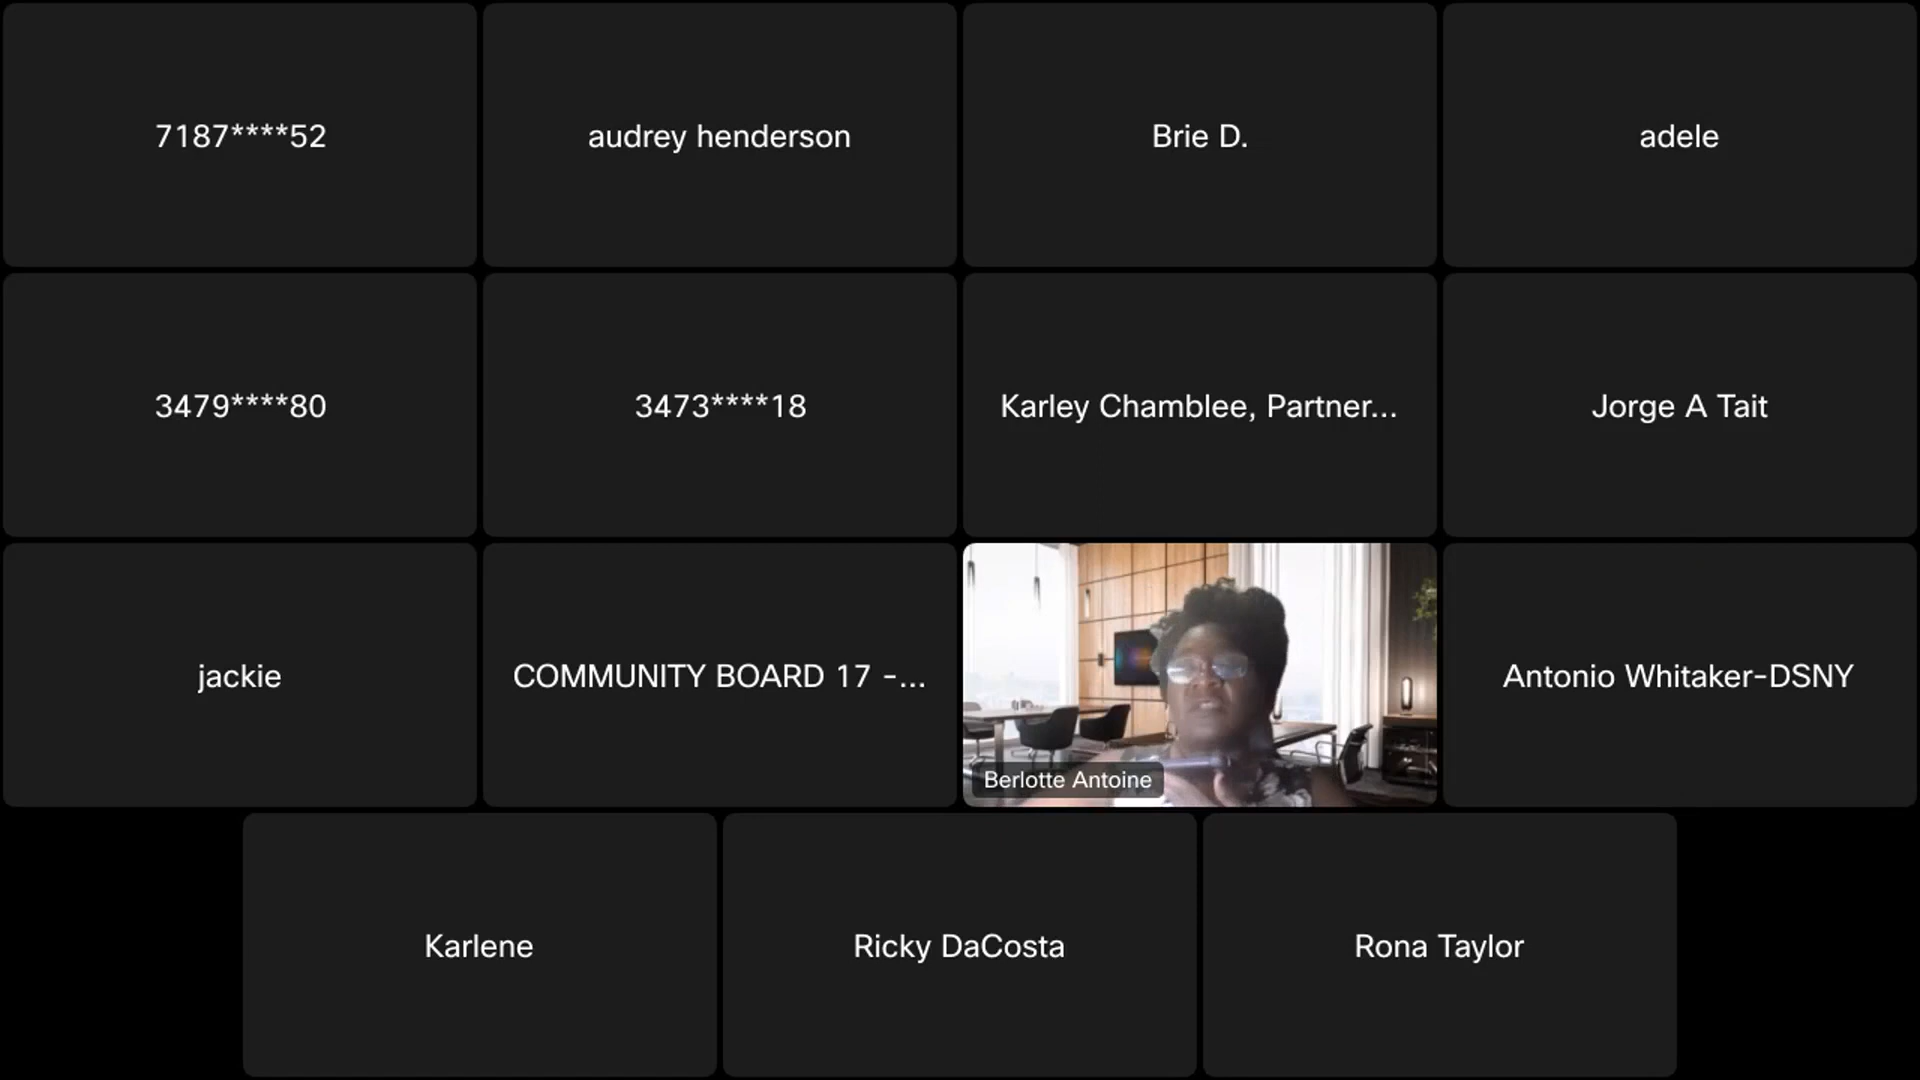 7187****52
audrey henderson
Brie D.
adele
3479****80
3473****18
Karley Chamblee, Partner...
Jorge A Tait
jackie
COMMUNITY BOARD 17 -...
Berlotte Antoine
Antonio Whitaker-DSNY
Karlene
Ricky DaCosta
Rona Taylor